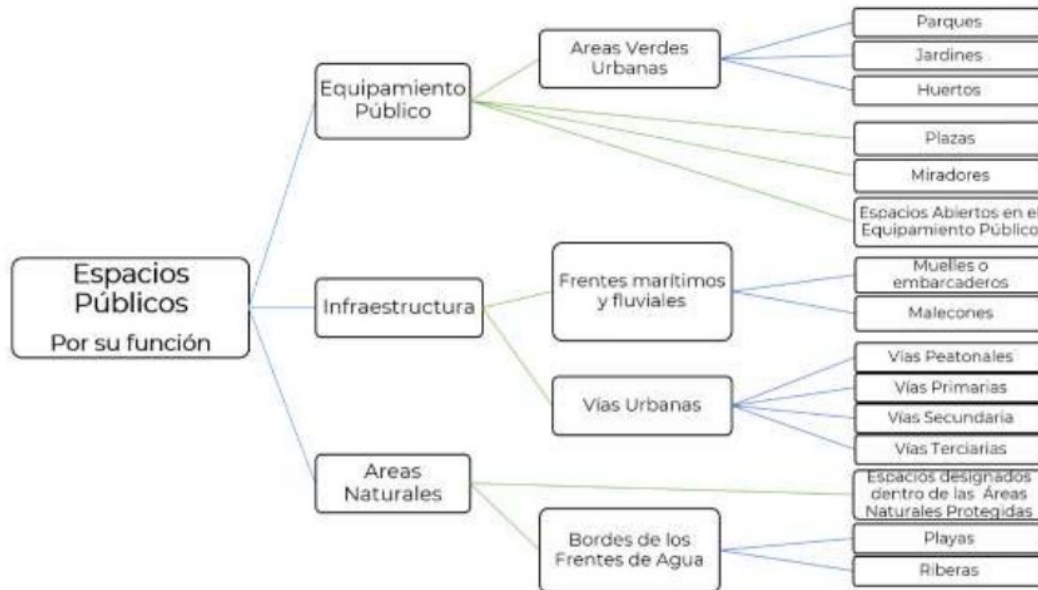 Espacios
Públicos
Por su función
Equipamiento
Público
Areas Verdes
Urbanas
Parques
Jardines
Huertos
Plazas
Miradores
Espacios Abiertos en el
Equipamiento Público
Infraestructura
Frentes marítimos
y fluviales
Muelles o
embarcaderos
Malecones
Vías Urbanas
Vías Peatonales
Vías Primarias
Vías Secundaria
Vías Terciarias
Areas
Naturales
Espacios designados
dentro de las Áreas
Naturales Protegidas
Bordes de los
Frentes de Agua
Playas
Riberas